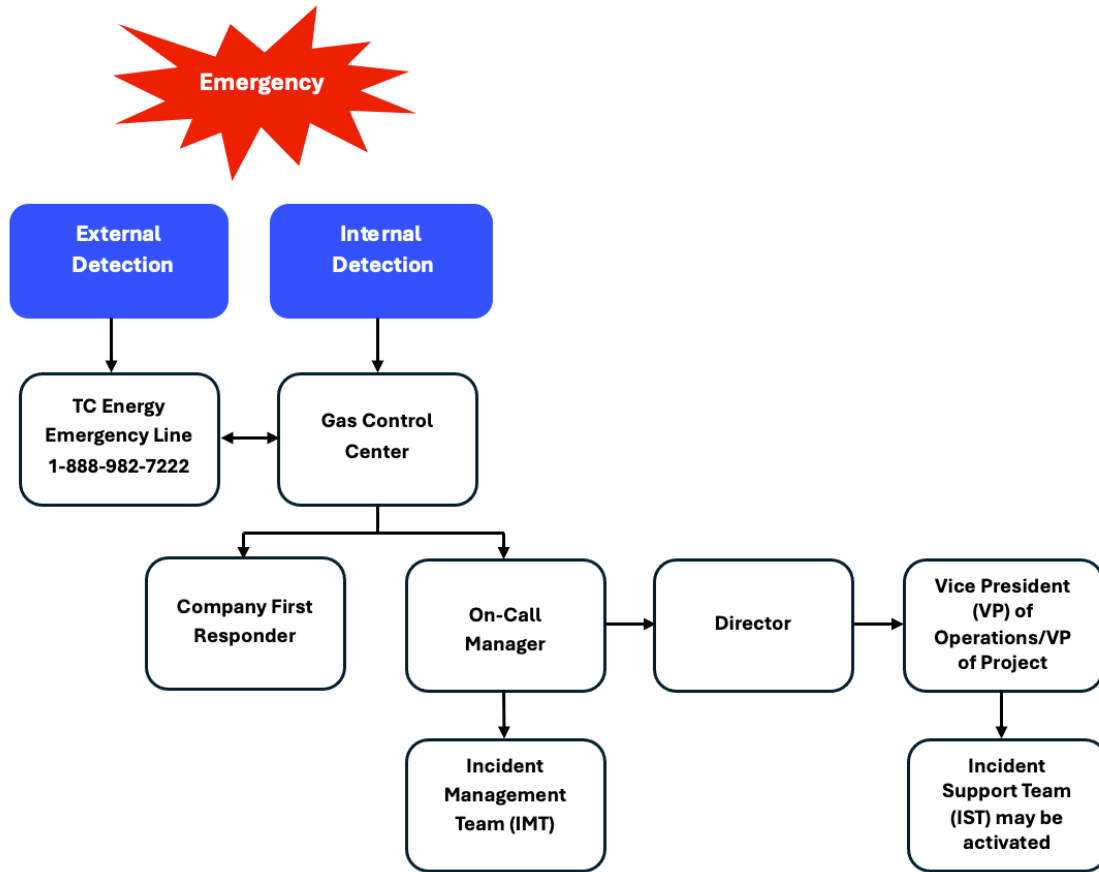 Emergency
External
Detection
Internal
Detection
TC Energy
Emergency Line
1-888-982-7222
Gas Control
Center
Company First
Responder
On-Call
Manager
Director
Vice President
(VP) of
Operations/VP
of Project
Incident
Management
Team (IMT)
Incident
Support Team
(IST) may be
activated